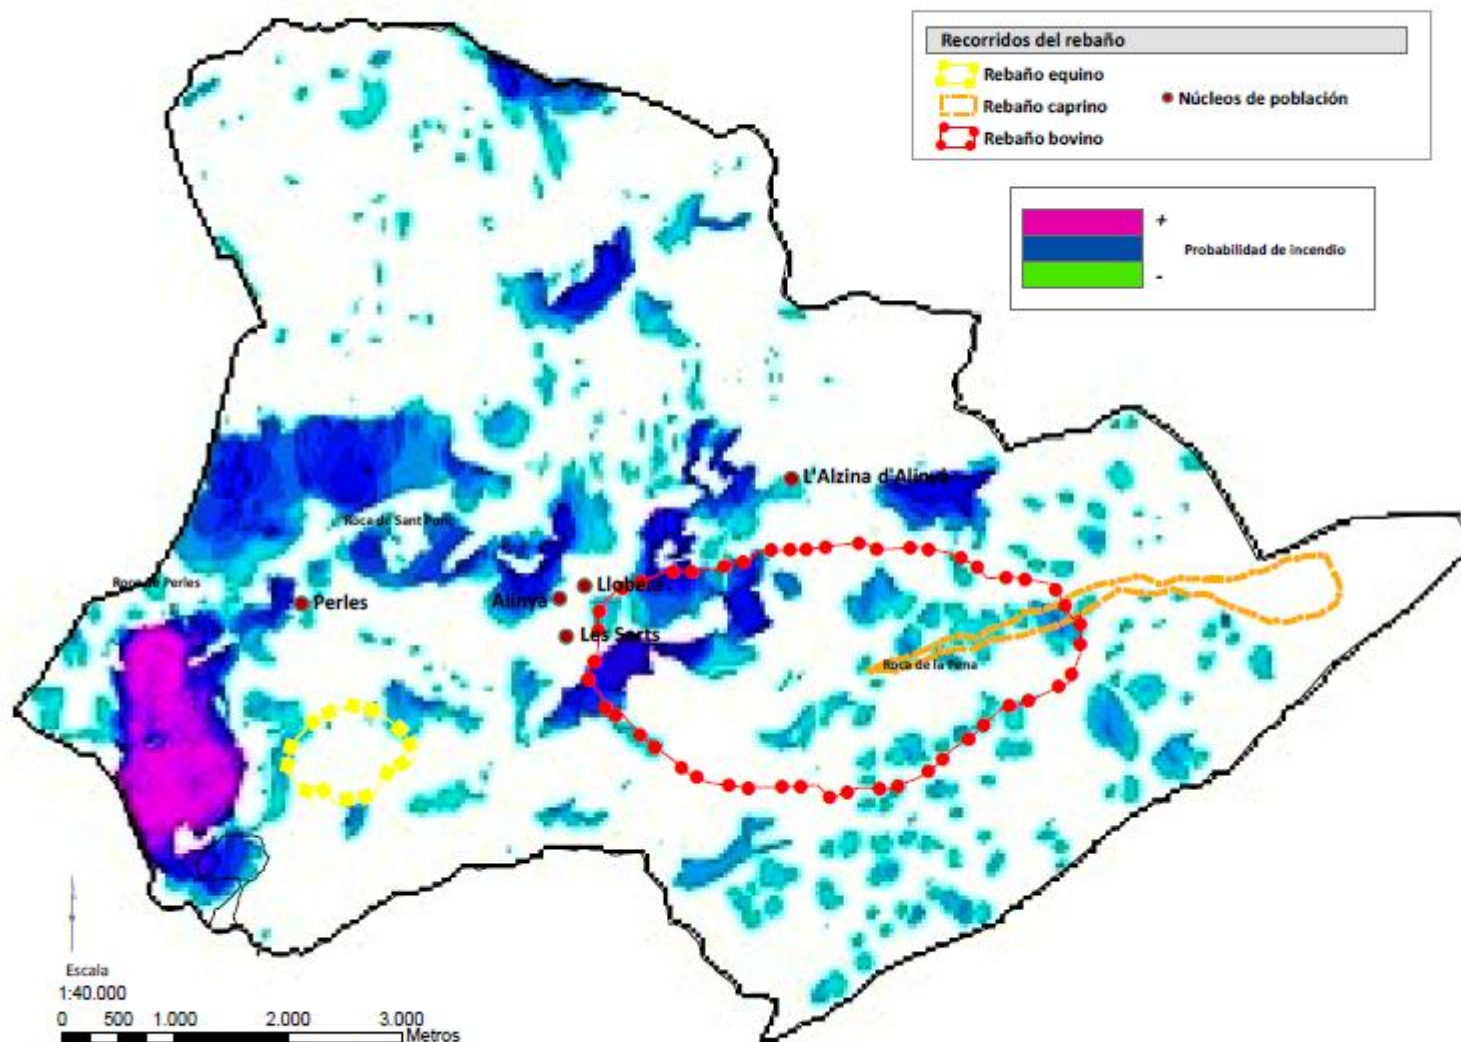 Recorridos del rebaño
Rebaño equino
Rebaño caprino
Rebaño bovino
Núcleos de población
+
Probabilidad de incendio
-
L'Alzina d'Alinyà
Roca de Sant Ponç
Roca de Perles
Perles
Llobera
Alinyà
Les Sorts
Roca de la Pena
Escala
1:40.000
0 500 1.000 2.000 3.000
Metros